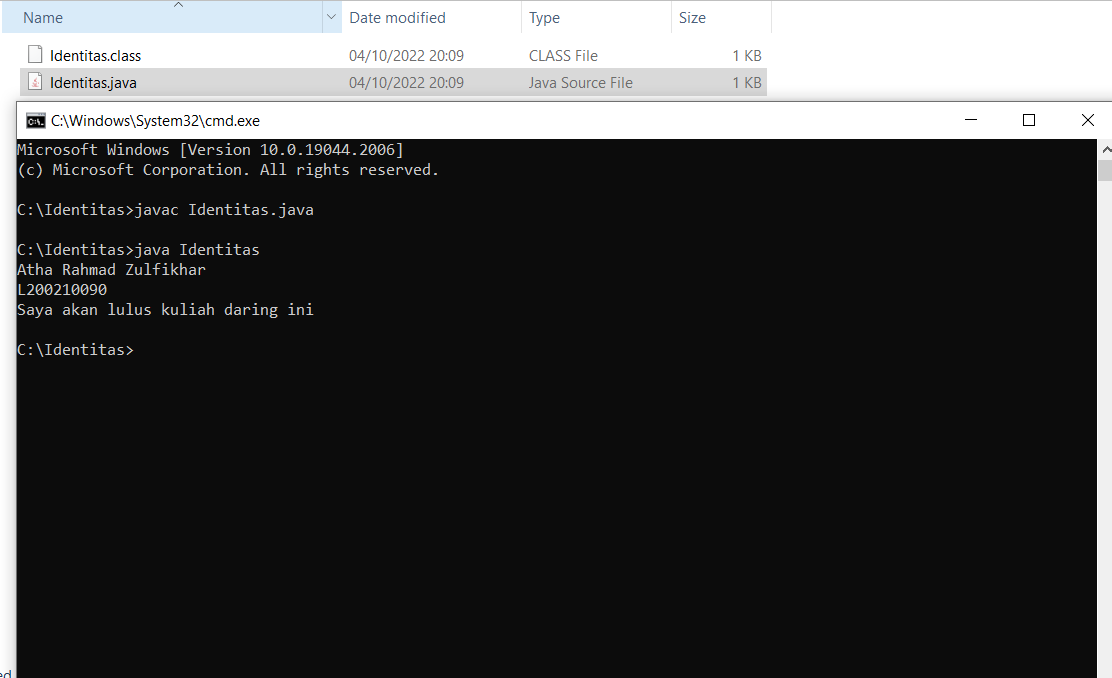 Name Date modified Type Size
Identitas.class 04/10/2022 20:09 CLASS File 1 KB
Identitas.java 04/10/2022 20:09 Java Source File 1 KB
C:\Windows\System32\cmd.exe
Microsoft Windows [Version 10.0.19044.2006]
(c) Microsoft Corporation. All rights reserved.
C:\Identitas>javac Identitas.java
C:\Identitas>java Identitas
Atha Rahmad Zulfikhar
L200210090
Saya akan lulus kuliah daring ini
C:\Identitas>